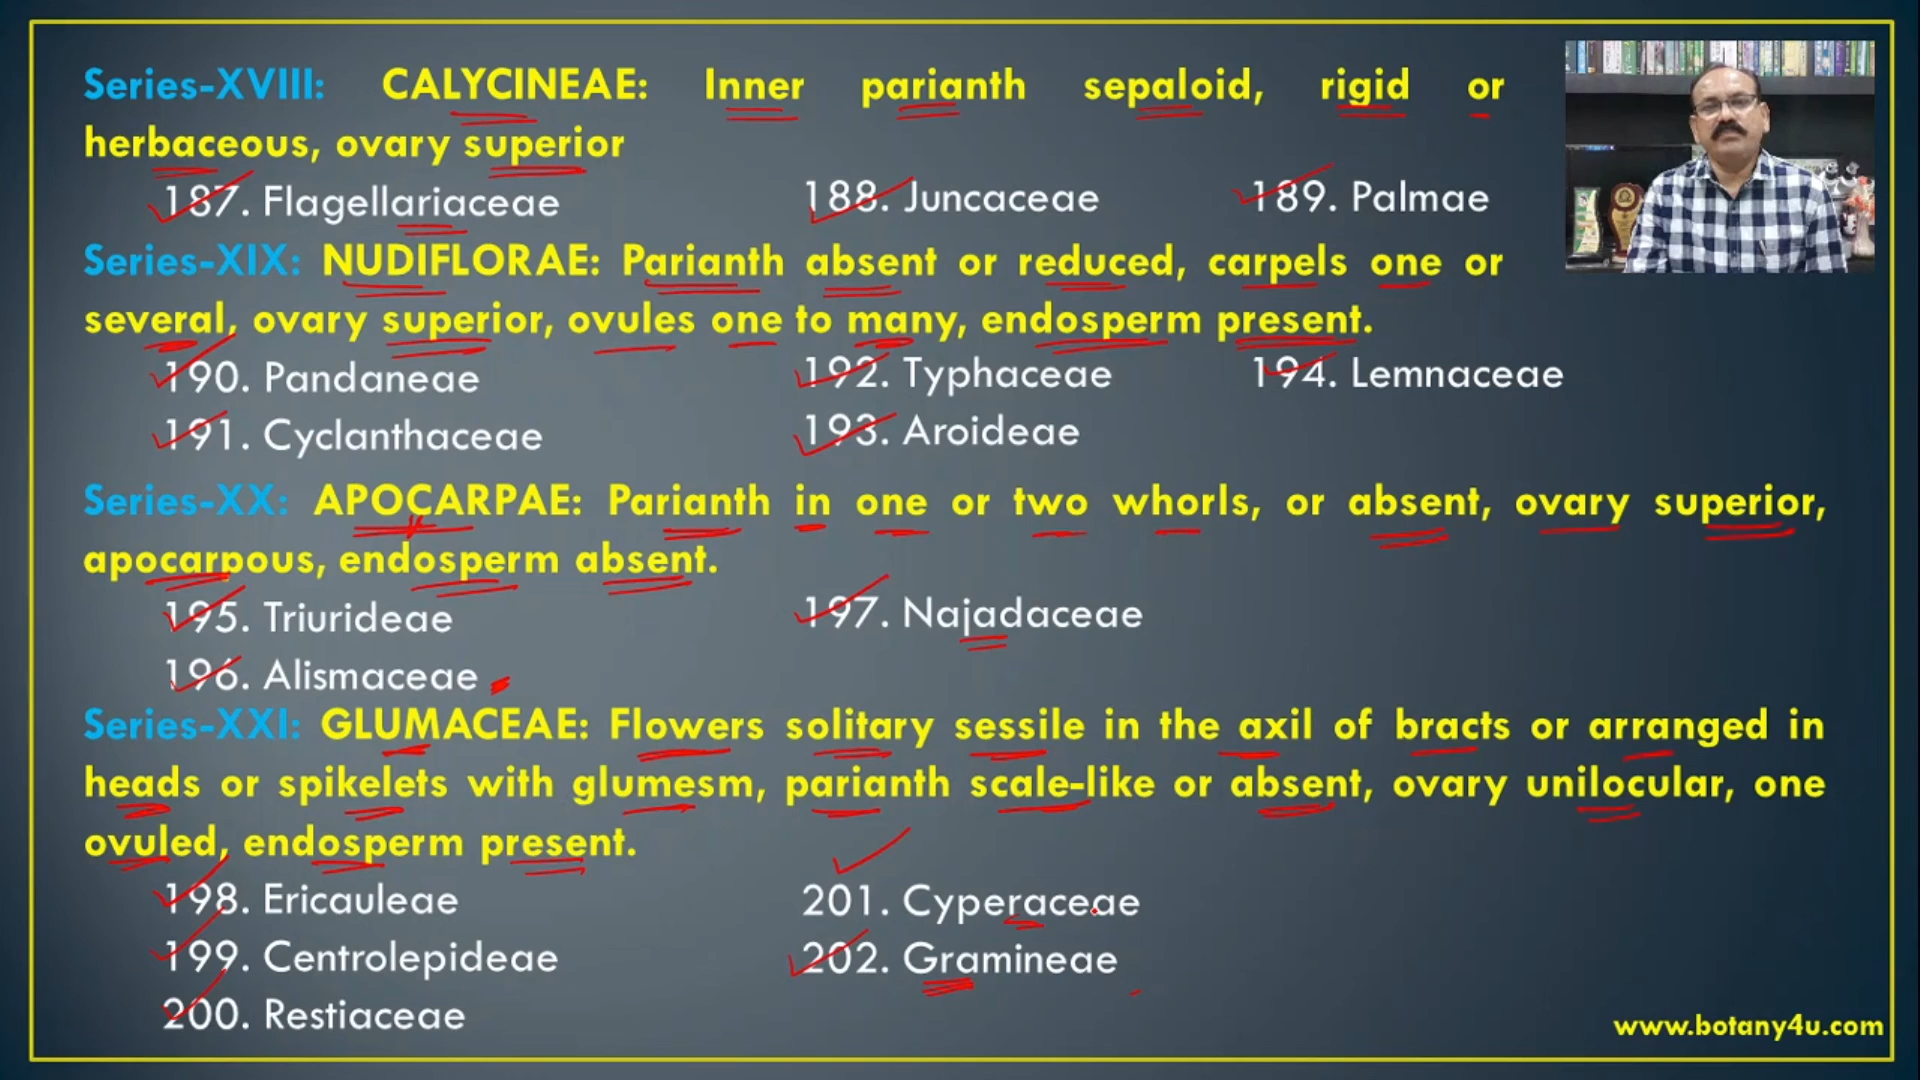 Series-XVIII: CALYCINEAE: Inner parianth sepaloid, rigid or
herbaceous, ovary superior
187. Flagellariaceae 188. Juncaceae 189. Palmae
Series-XIX: NUDIFLORAE: Parianth absent or reduced, carpels one or
several, ovary superior, ovules one to many, endosperm present.
190. Pandaneae 192. Typhaceae 194. Lemnaceae
191. Cyclanthaceae 193. Aroideae
Series-XX: APOCARPAE: Parianth in one or two whorls, or absent, ovary superior,
apocarpous, endosperm absent.
195. Triurideae 197. Najadaceae
196. Alismaceae
Series-XXI: GLUMACEAE: Flowers solitary sessile in the axil of bracts or arranged in
heads or spikelets with glumesm, parianth scale-like or absent, ovary unilocular, one
ovuled, endosperm present.
198. Ericauleae 201. Cyperaceae
199. Centrolepideae 202. Gramineae
200. Restiaceae
www.botany4u.com